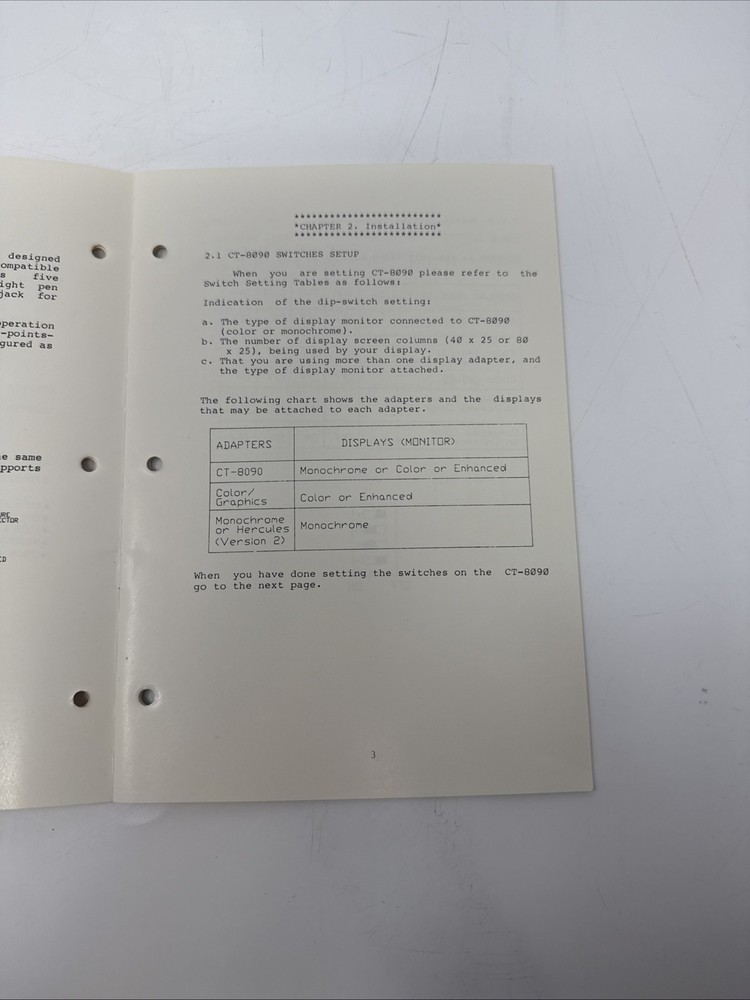 designed
ompatible
s five
ight pen
jack for
peration
-points-
gured as
e same
pports
URE
ECTOR
CD
*************************
*CHAPTER 2. Installation*
*************************
2.1 CT-8090 SWITCHES SETUP
When you are setting CT-8090 please refer to the
Switch Setting Tables as follows:
Indication of the dip-switch setting:
a. The type of display monitor connected to CT-8090
(color or monochrome).
b. The number of display screen columns (40 x 25 or 80
x 25), being used by your display.
c. That you are using more than one display adapter, and
the type of display monitor attached.
The following chart shows the adapters and the displays
that may be attached to each adapter.
ADAPTERS DISPLAYS (MONITOR)
CT-8090 Monochrome or Color or Enhanced
Color/
Graphics Color or Enhanced
Monochrome
or Hercules Monochrome
(Version 2)
When you have done setting the switches on the CT-8090
go to the next page.
3